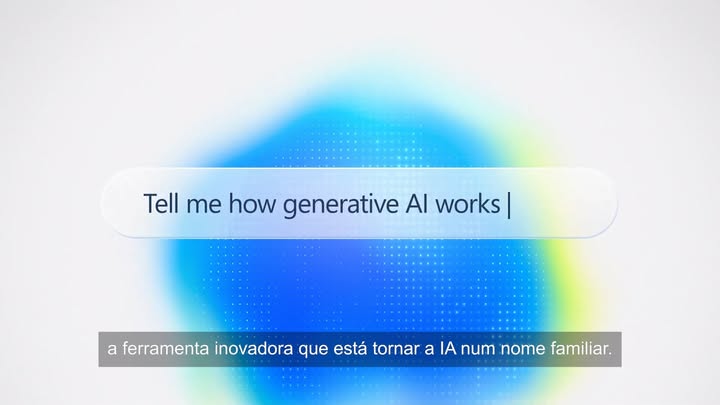 Tell me how generative AI works
a ferramenta inovadora que está tornar a IA num nome familiar.